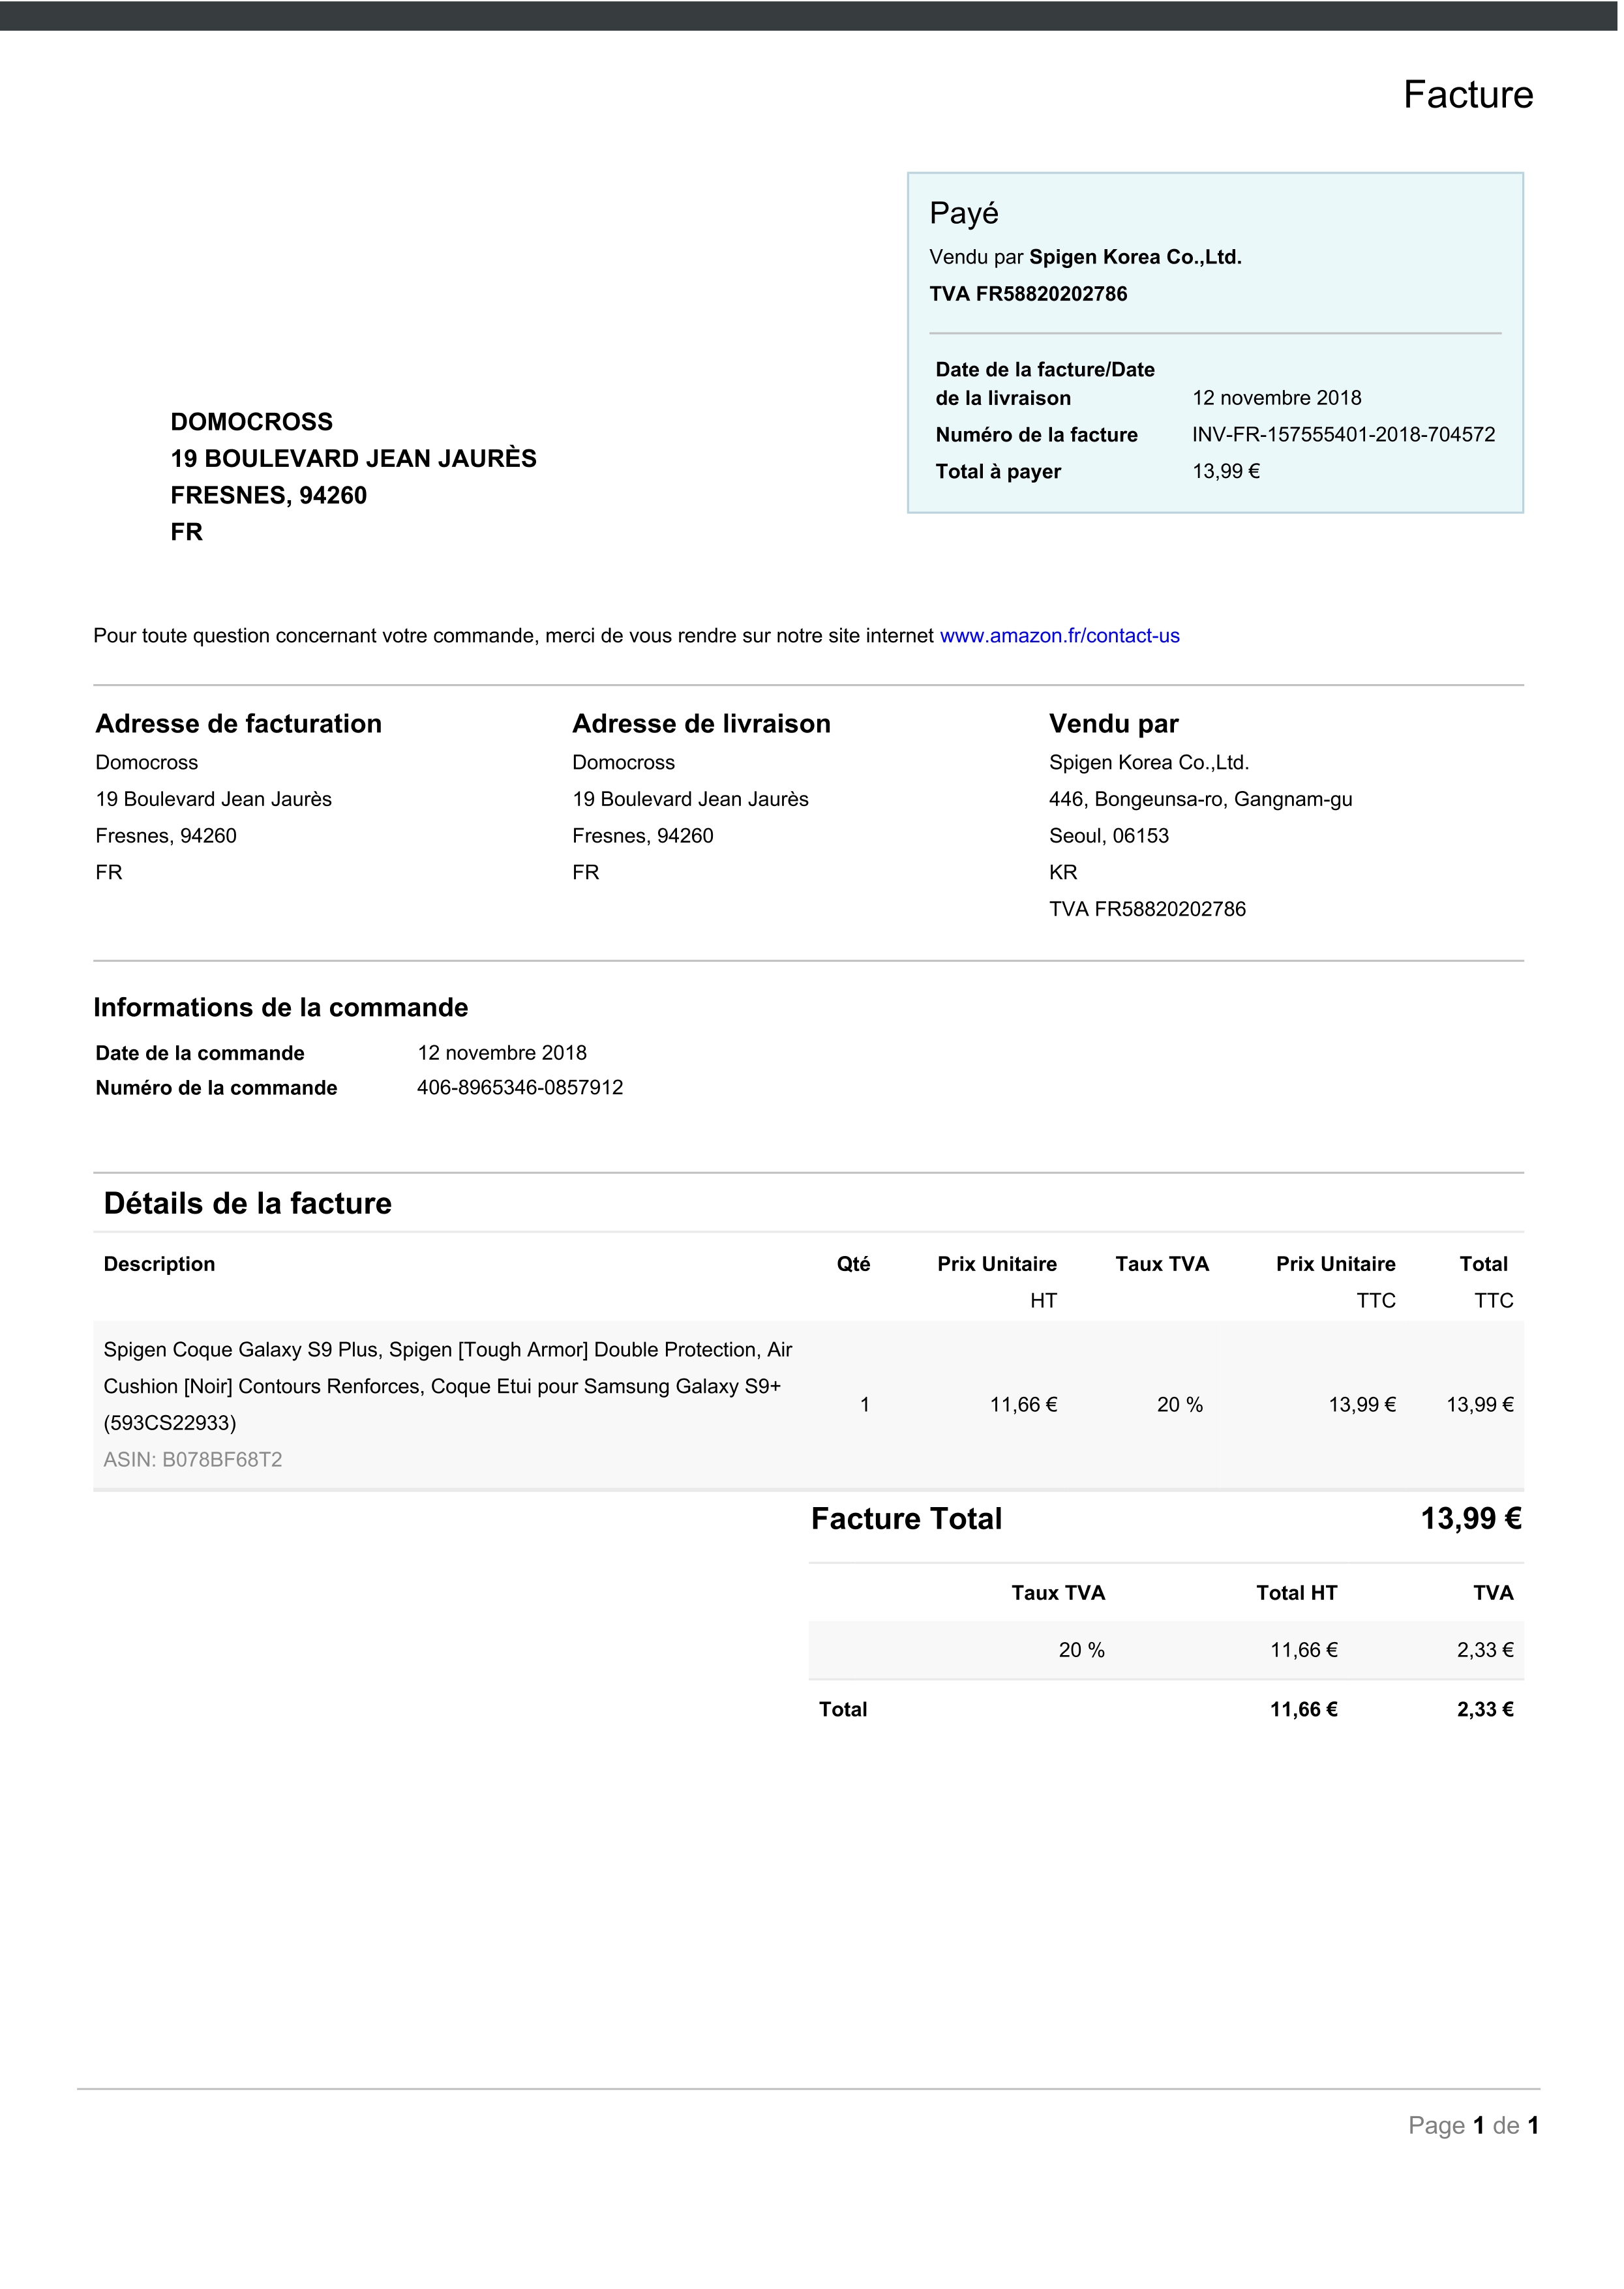 Facture
Payé
Vendu par Spigen Korea Co.,Ltd.
TVA FR58820202786
Date de la facture/Date
de la livraison 12 novembre 2018
Numéro de la facture INV-FR-157555401-2018-704572
Total à payer 13,99 €
DOMOCROSS
19 BOULEVARD JEAN JAURÈS
FRESNES, 94260
FR
Pour toute question concernant votre commande, merci de vous rendre sur notre site internet www.amazon.fr/contact-us
Adresse de facturation
Domocross
19 Boulevard Jean Jaurès
Fresnes, 94260
FR
Adresse de livraison
Domocross
19 Boulevard Jean Jaurès
Fresnes, 94260
FR
Vendu par
Spigen Korea Co.,Ltd.
446, Bongeunsa-ro, Gangnam-gu
Seoul, 06153
KR
TVA FR58820202786
Informations de la commande
Date de la commande 12 novembre 2018
Numéro de la commande 406-8965346-0857912
Détails de la facture
Description Qté Prix Unitaire Taux TVA Prix Unitaire Total
HT TTC TTC
Spigen Coque Galaxy S9 Plus, Spigen [Tough Armor] Double Protection, Air
Cushion [Noir] Contours Renforces, Coque Etui pour Samsung Galaxy S9+
1 11,66 € 20 % 13,99 € 13,99 €
(593CS22933)
ASIN: B078BF68T2
Facture Total 13,99 €
Taux TVA Total HT TVA
20 % 11,66 € 2,33 €
Total 11,66 € 2,33 €
Page 1 de 1